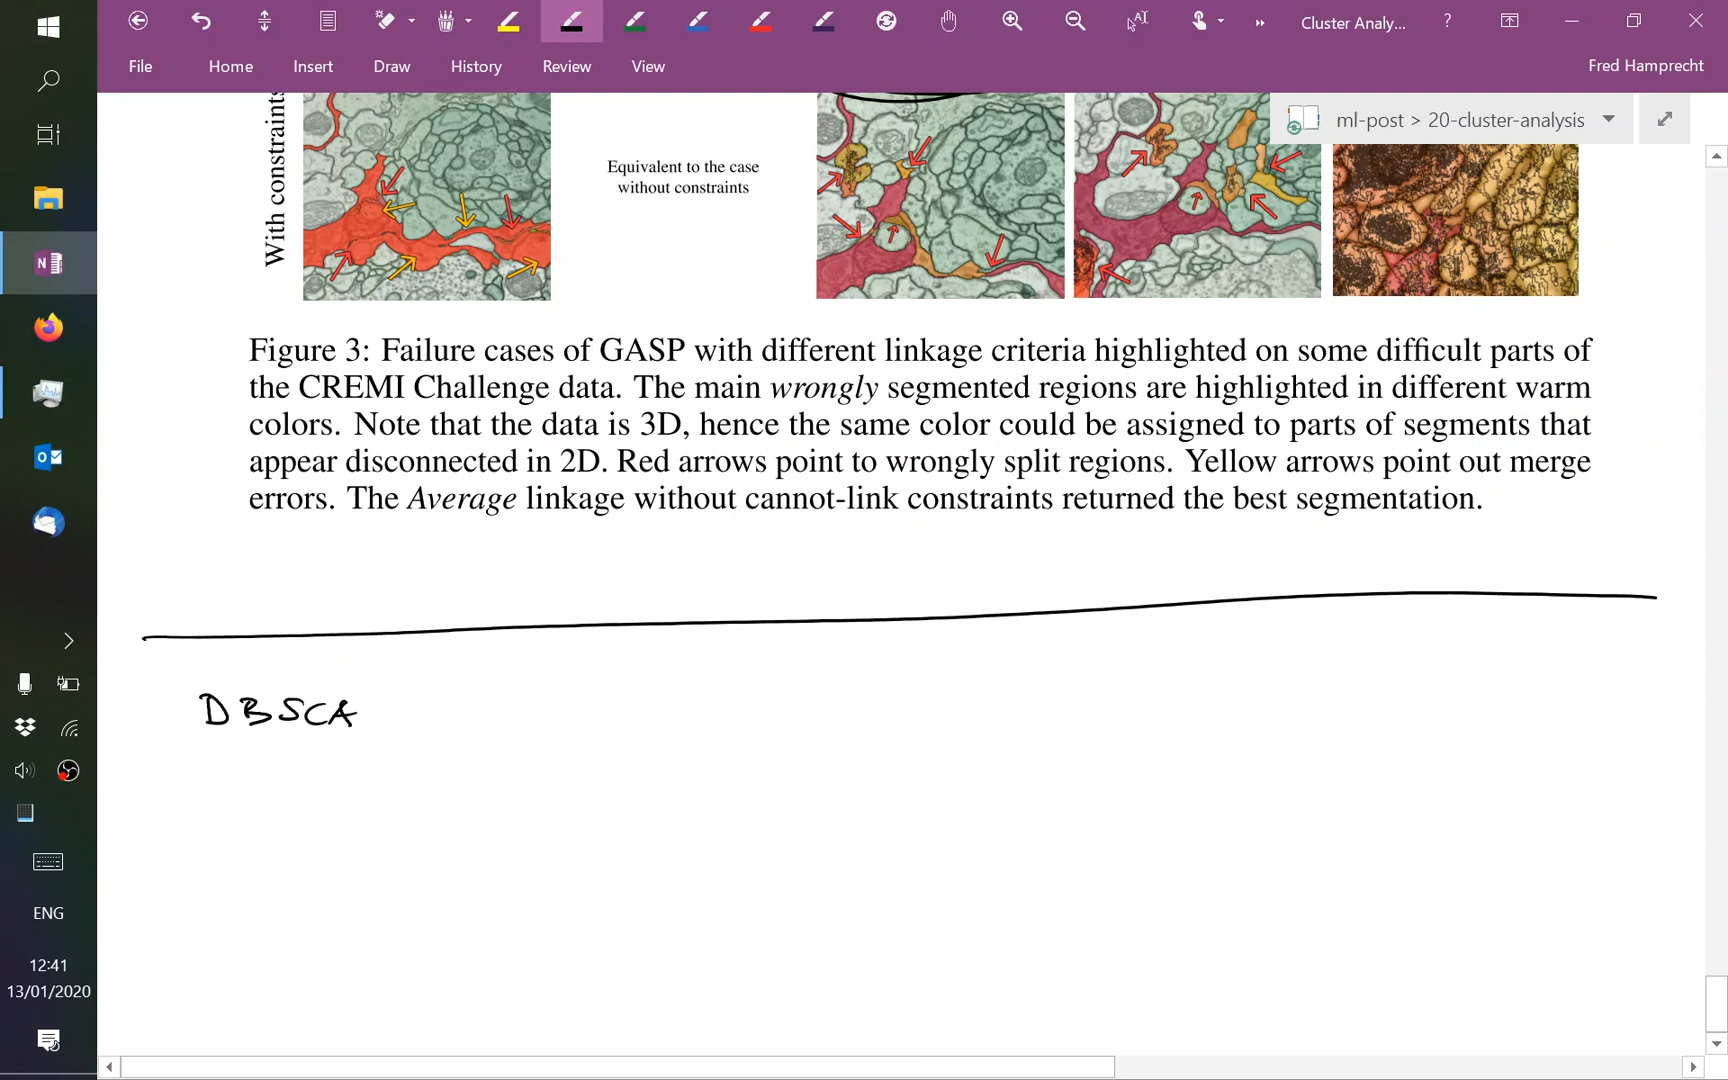 Cluster Analy...
?
File
Home
Insert
Draw
History
Review
View
Fred Hamprecht
ml-post > 20-cluster-analysis
With constraints
Equivalent to the case
without constraints
Figure 3: Failure cases of GASP with different linkage criteria highlighted on some difficult parts of
the CREMI Challenge data. The main wrongly segmented regions are highlighted in different warm
colors. Note that the data is 3D, hence the same color could be assigned to parts of segments that
appear disconnected in 2D. Red arrows point to wrongly split regions. Yellow arrows point out merge
errors. The Average linkage without cannot-link constraints returned the best segmentation.
DBSCA
ENG
12:41
13/01/2020